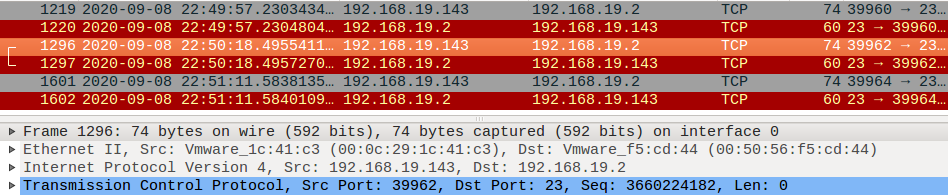 1219 2020-09-08 22:49:57.2303434… 192.168.19.143 192.168.19.2 TCP 74 39960 → 23…
1220 2020-09-08 22:49:57.2304804… 192.168.19.2 192.168.19.143 TCP 60 23 → 39960…
1296 2020-09-08 22:50:18.4955411… 192.168.19.143 192.168.19.2 TCP 74 39962 → 23…
1297 2020-09-08 22:50:18.4957270… 192.168.19.2 192.168.19.143 TCP 60 23 → 39962…
1601 2020-09-08 22:51:11.5838135… 192.168.19.143 192.168.19.2 TCP 74 39964 → 23…
1602 2020-09-08 22:51:11.5840109… 192.168.19.2 192.168.19.143 TCP 60 23 → 39964…
Frame 1296: 74 bytes on wire (592 bits), 74 bytes captured (592 bits) on interface 0
Ethernet II, Src: Vmware_1c:41:c3 (00:0c:29:1c:41:c3), Dst: Vmware_f5:cd:44 (00:50:56:f5:cd:44)
Internet Protocol Version 4, Src: 192.168.19.143, Dst: 192.168.19.2
Transmission Control Protocol, Src Port: 39962, Dst Port: 23, Seq: 3660224182, Len: 0